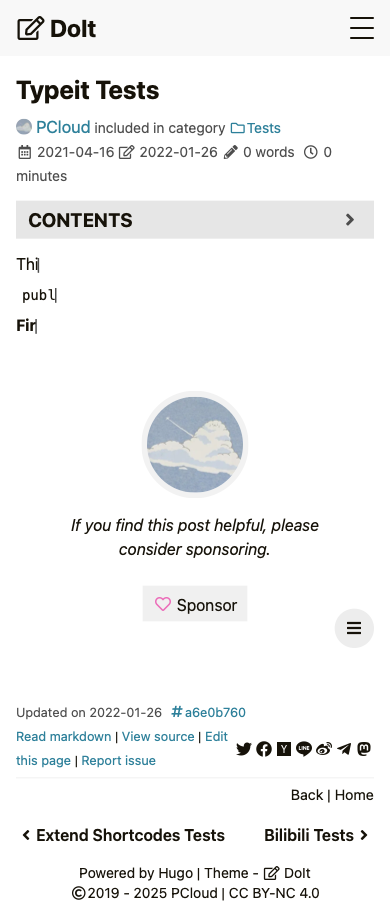 DoIt
Typeit Tests
PCloud included in category Tests
2021-04-16 2022-01-26 0 words 0
minutes
CONTENTS
Thi
publ
Fir
If you find this post helpful, please
consider sponsoring.
Sponsor
Updated on 2022-01-26 #a6e0b760
Read markdown | View source | Edit
this page | Report issue
Back | Home
Extend Shortcodes Tests Bilibili Tests
Powered by Hugo | Theme - DoIt
©2019 - 2025 PCloud | CC BY-NC 4.0